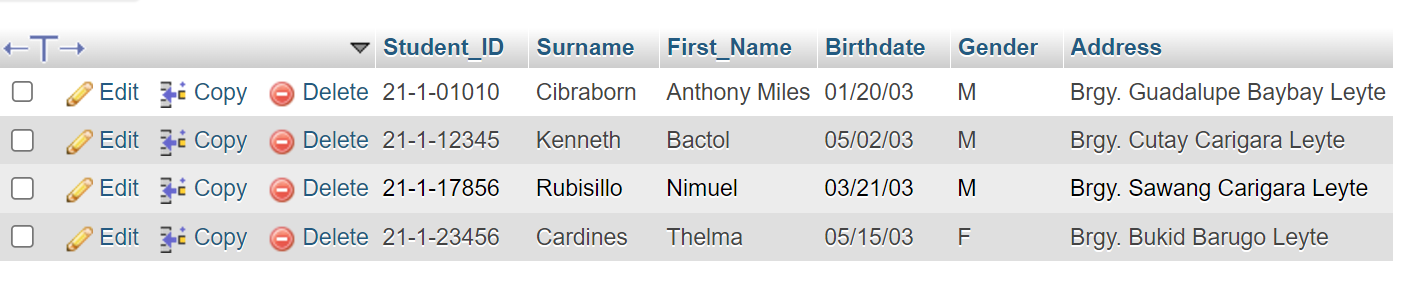 Student_ID Surname First_Name Birthdate Gender Address
Edit Copy Delete 21-1-01010 Cibraborn Anthony Miles 01/20/03 M Brgy. Guadalupe Baybay Leyte
Edit Copy Delete 21-1-12345 Kenneth Bactol 05/02/03 M Brgy. Cutay Carigara Leyte
Edit Copy Delete 21-1-17856 Rubisillo Nimuel 03/21/03 M Brgy. Sawang Carigara Leyte
Edit Copy Delete 21-1-23456 Cardines Thelma 05/15/03 F Brgy. Bukid Barugo Leyte